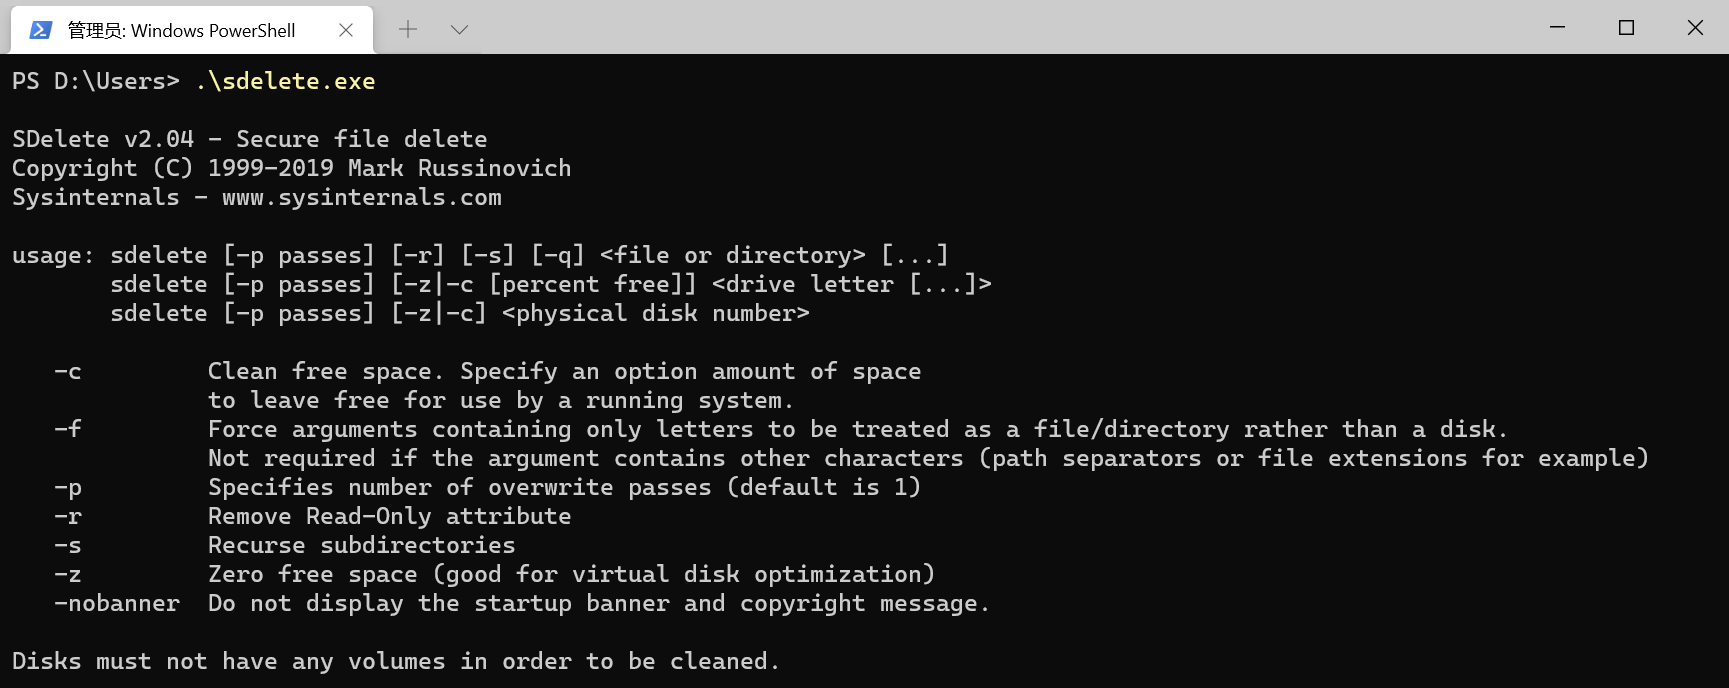 管理员: Windows PowerShell
PS D:\Users> .\sdelete.exe
SDelete v2.04 - Secure file delete
Copyright (C) 1999-2019 Mark Russinovich
Sysinternals - www.sysinternals.com
usage: sdelete [-p passes] [-r] [-s] [-q] <file or directory> [...]
sdelete [-p passes] [-z|-c [percent free]] <drive letter [...]>
sdelete [-p passes] [-z|-c] <physical disk number>
-c Clean free space. Specify an option amount of space
to leave free for use by a running system.
-f Force arguments containing only letters to be treated as a file/directory rather than a disk.
Not required if the argument contains other characters (path separators or file extensions for example)
-p Specifies number of overwrite passes (default is 1)
-r Remove Read-Only attribute
-s Recurse subdirectories
-z Zero free space (good for virtual disk optimization)
-nobanner Do not display the startup banner and copyright message.
Disks must not have any volumes in order to be cleaned.